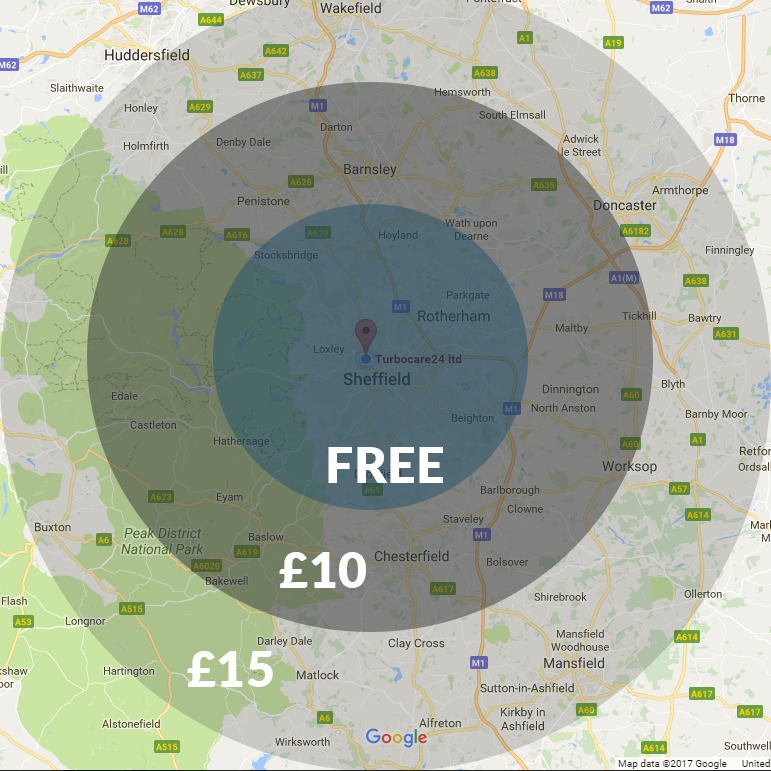 Dewsbury
Wakefield
Pontefract
Snaith
M62
M62
A644
A1
A19
Huddersfield
A642
M62
A637
A638
Slaithwaite
Hemsworth
Thorne
Honley
A629
M1
South Elmsall
Darton
Adwick
le Street
M18
Holmfirth
Denby Dale
Barnsley
A628
A635
Armthorpe
Penistone
Doncaster
A628
A628
A616
A629
Hoyland
Wath upon
Dearne
A6182
Stocksbridge
Finningley
A1(M)
A638
Parkgate
M18
M1
Rotherham
Tickhill
Bawtry
Maltby
A631
Loxley
Turbocare24 ltd
Sheffield
Blyth
Edale
Dinnington
A60
M1
North Anston
Barnby Moor
Castleton
Beighton
Hathersage
A60
A1
FREE
Worksop
A61
A57
A623
Eyam
Barlborough
Clowne
A614
Buxton
Staveley
A6
Peak District
National Park
Baslow
M1
A619
Chesterfield
£10
A6020
Bakewell
Bolsover
A617
Flash
Shirebrook
Ollerton
A515
A53
Longnor
Darley Dale
Clay Cross
Mansfield
Woodhouse
A614
£15
Hartington
Matlock
M1
Mansfield
Sutton-in-Ashfield
A617
Kirkby in
Ashfield
A60
A617
Alstonefield
A6
Alfreton
A515
Wirksworth
Google
A614
Southwell
Map data ©2017 Google
United